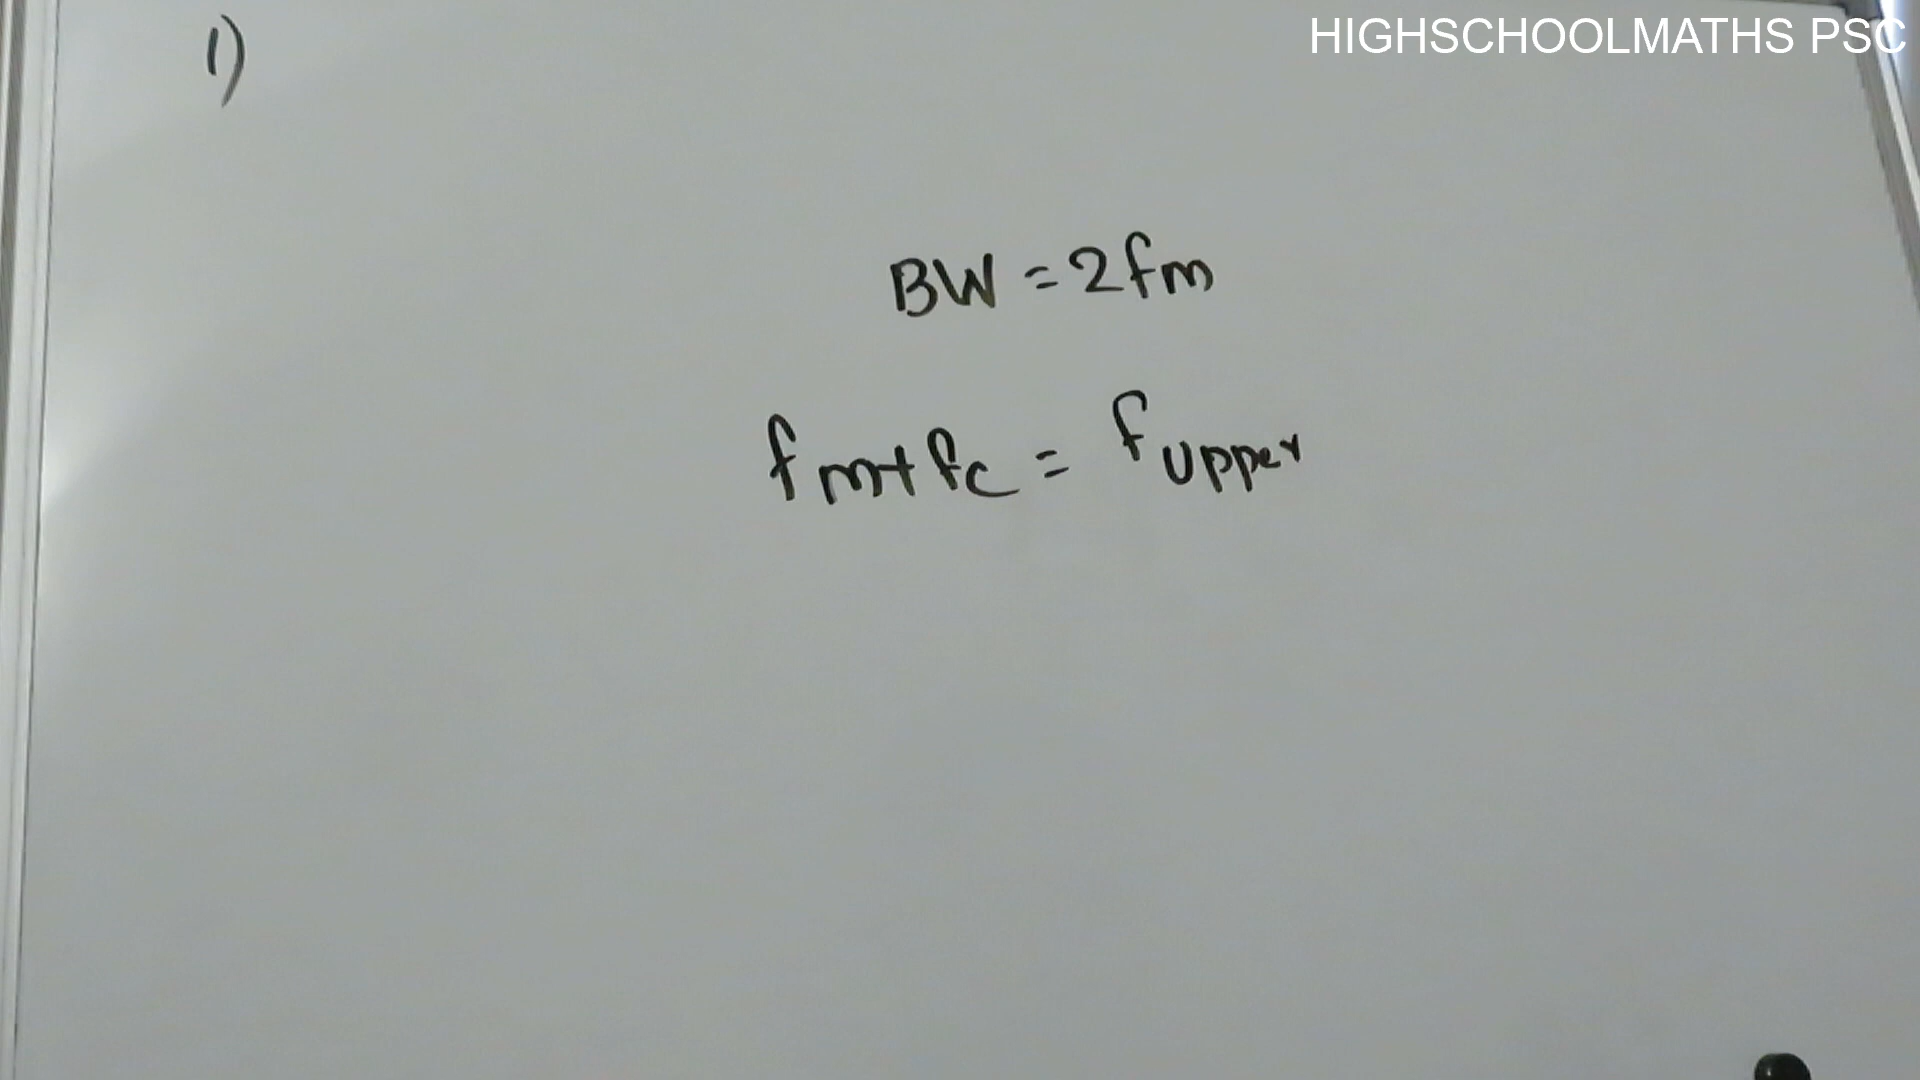 HIGHSCHOOLMATHS PSC
1)
BW = 2fm
fm+fc = fupper